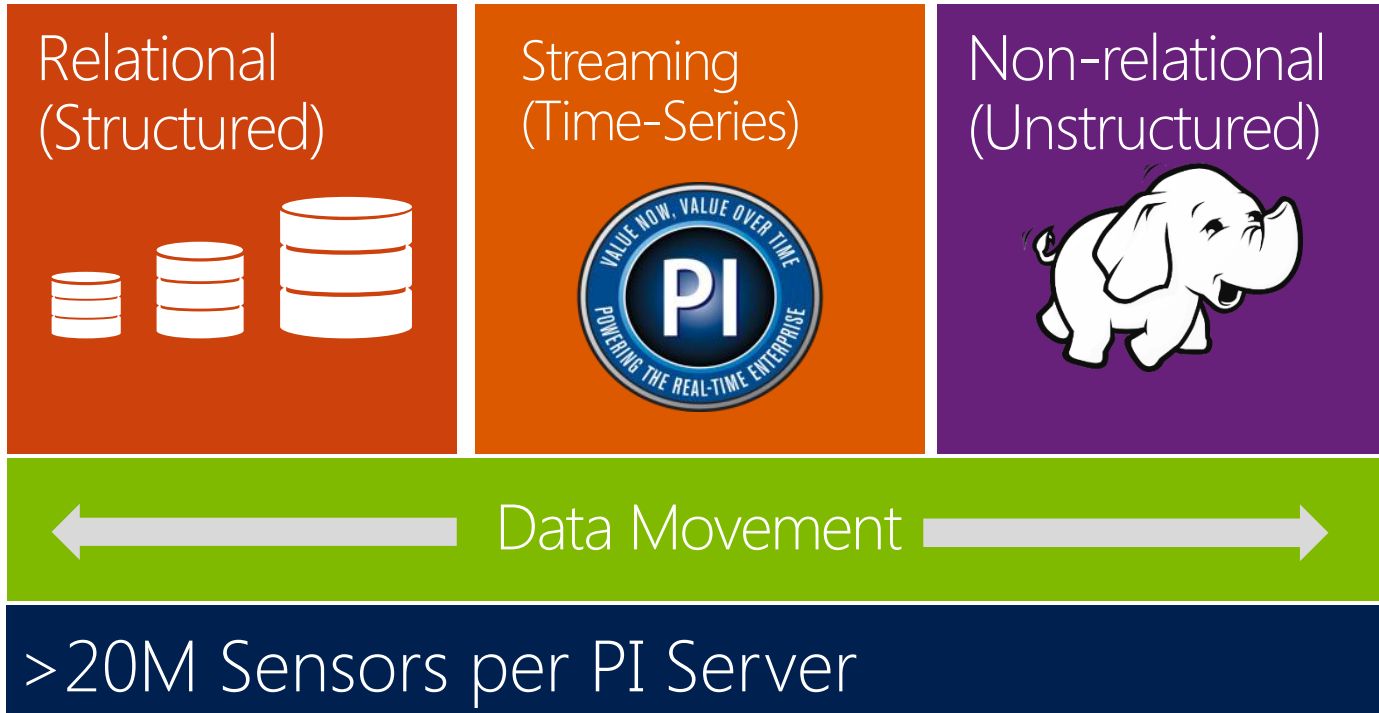 Relational
(Structured)
Streaming
(Time-Series)
VALUE NOW, VALUE OVER TIME
PI
POWERING THE REAL-TIME ENTERPRISE
Non-relational
(Unstructured)
Data Movement
>20M Sensors per PI Server